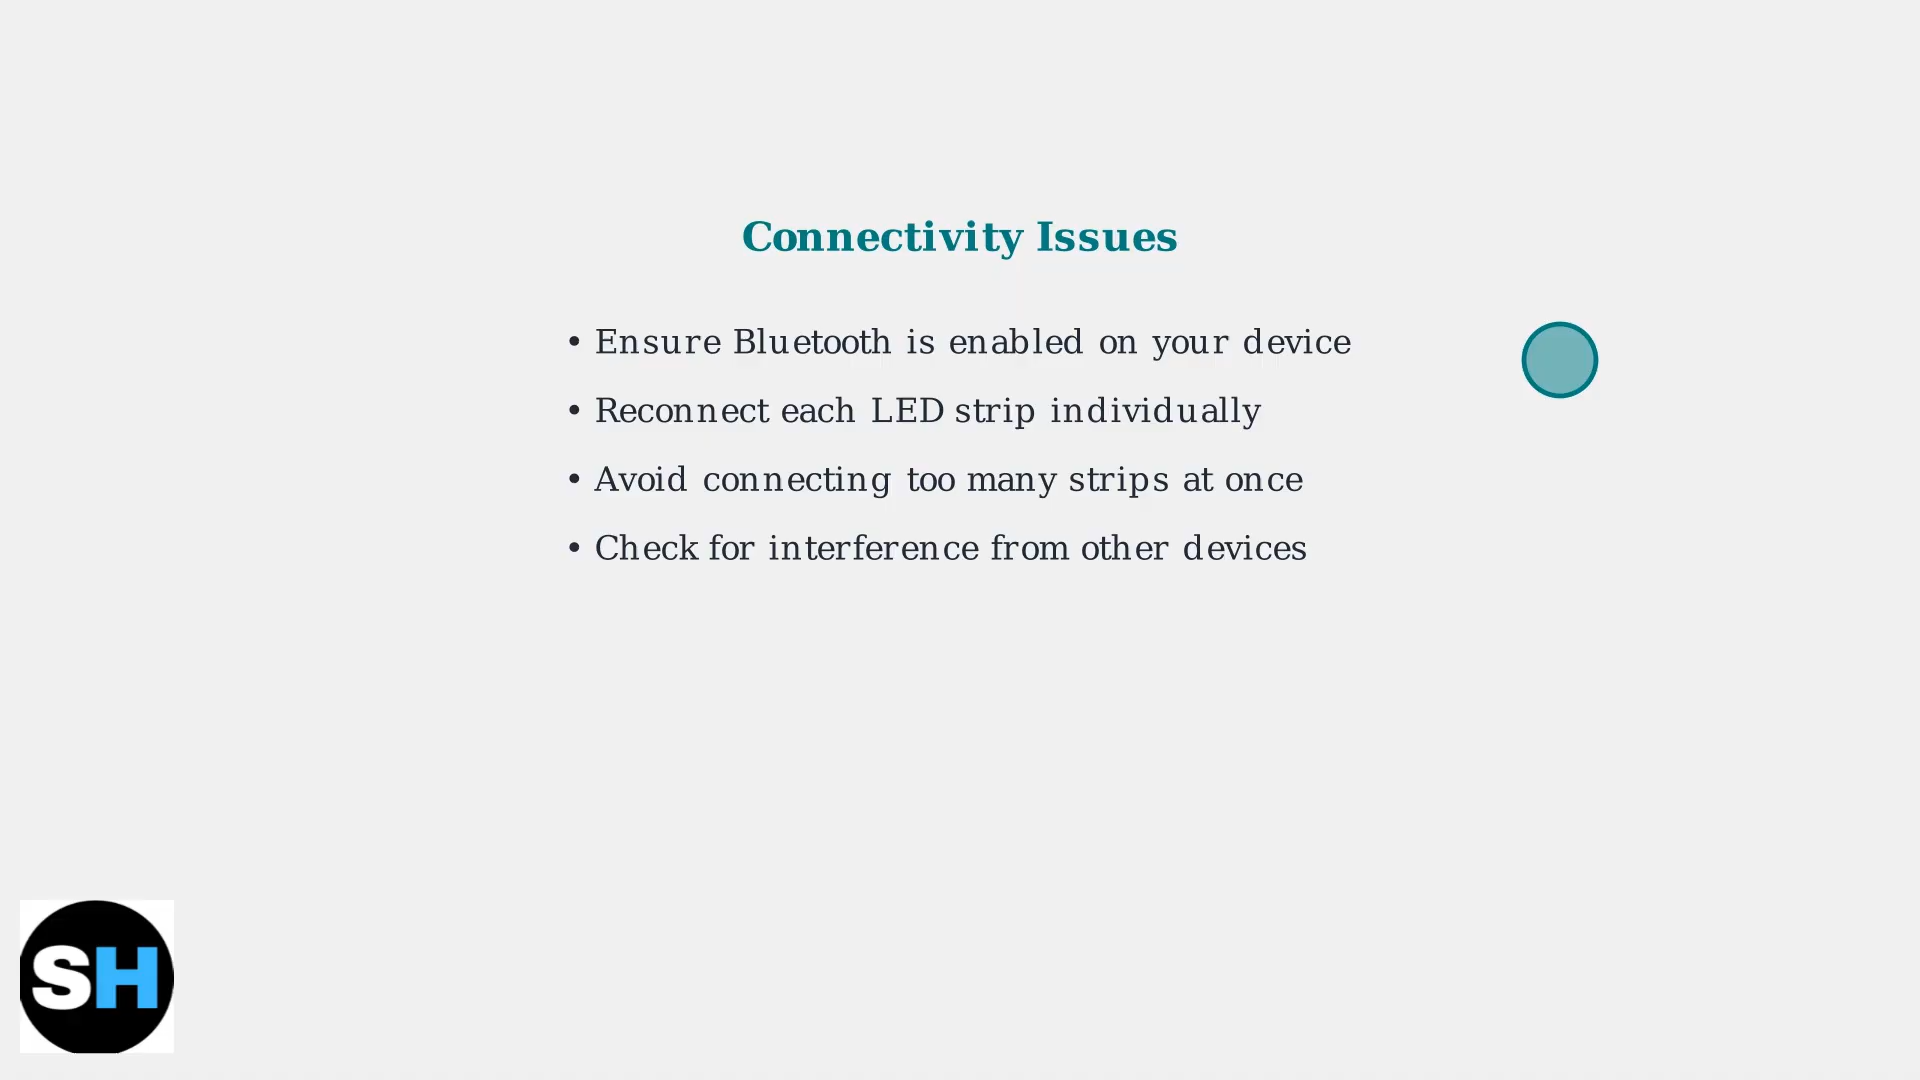 Connectivity Issues
• Ensure Bluetooth is enabled on your device
• Reconnect each LED strip individually
• Avoid connecting too many strips at once
• Check for interference from other devices
SH